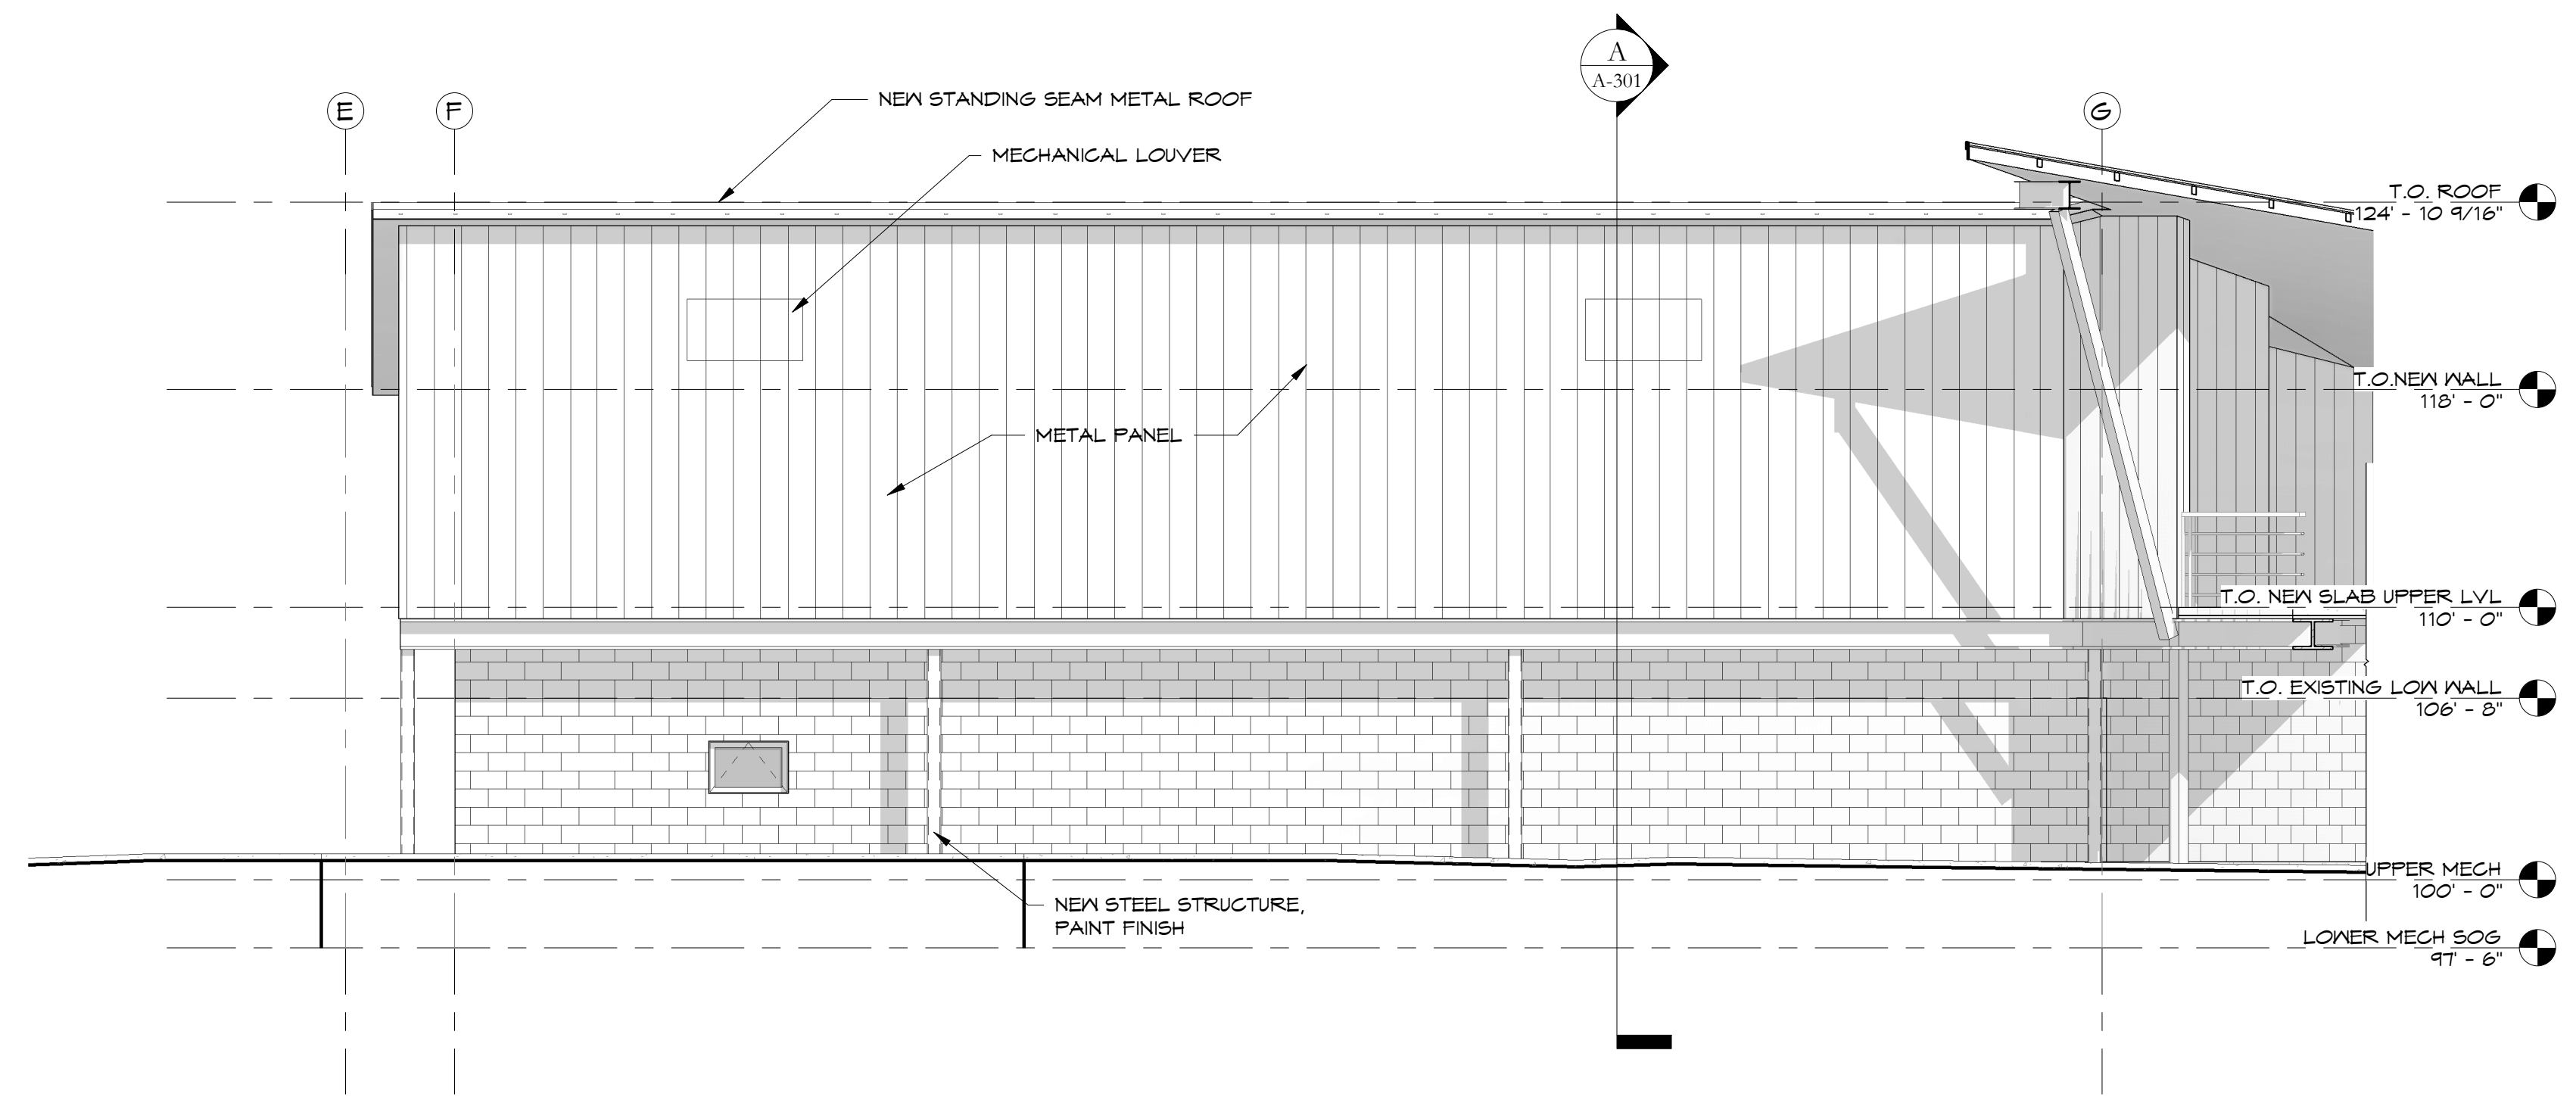 A
A-301
E
F
G
NEW STANDING SEAM METAL ROOF
MECHANICAL LOUVER
T.O. ROOF
124' - 10 9/16"
T.O.NEW WALL
118' - 0"
METAL PANEL
T.O. NEW SLAB UPPER LVL
110' - 0"
T.O. EXISTING LOW WALL
106' - 8"
UPPER MECH
100' - 0"
NEW STEEL STRUCTURE,
PAINT FINISH
LOWER MECH SOG
97' - 6"